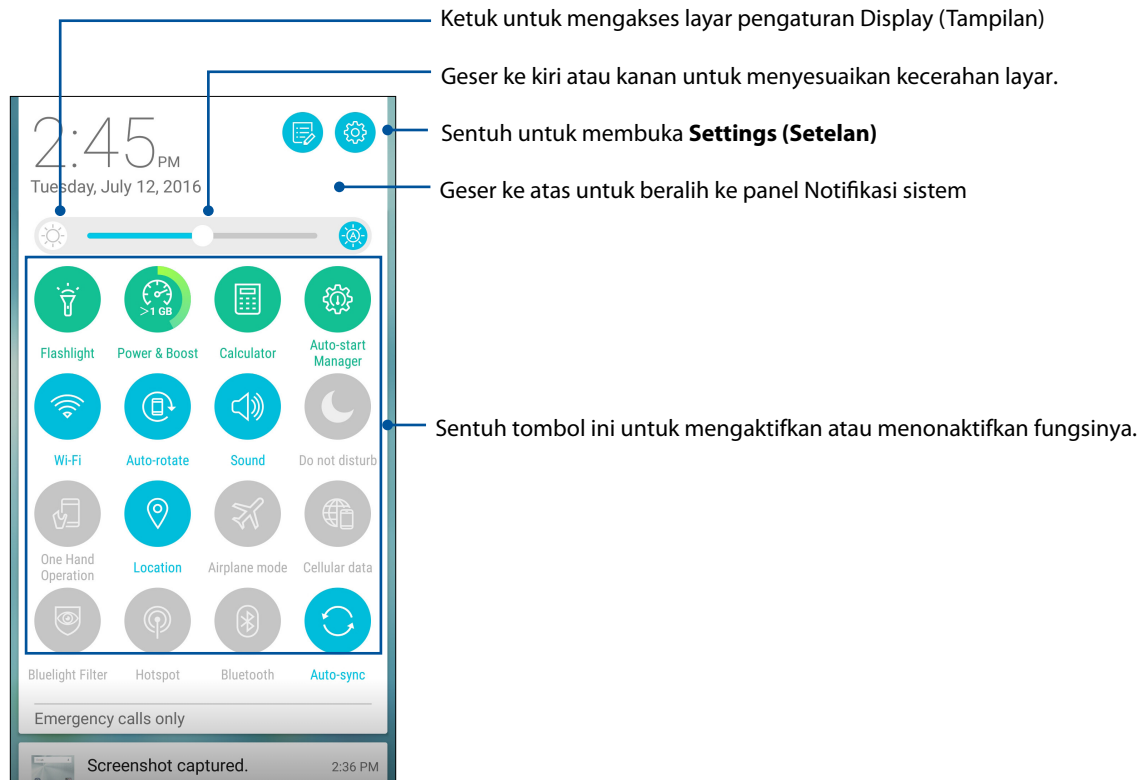 Ketuk untuk mengakses layar pengaturan Display (Tampilan)
Geser ke kiri atau kanan untuk menyesuaikan kecerahan layar.
Sentuh untuk membuka Settings (Setelan)
Geser ke atas untuk beralih ke panel Notifikasi sistem
2:45 PM
Tuesday, July 12, 2016
A
>1 GB
Flashlight
Power & Boost
Calculator
Auto-start
Manager
Wi-Fi
Auto-rotate
Sound
Do not disturb
Sentuh tombol ini untuk mengaktifkan atau menonaktifkan fungsinya.
One Hand
Operation
Location
Airplane mode
Cellular data
Bluelight Filter
Hotspot
Bluetooth
Auto-sync
Emergency calls only
Screenshot captured.
2:36 PM